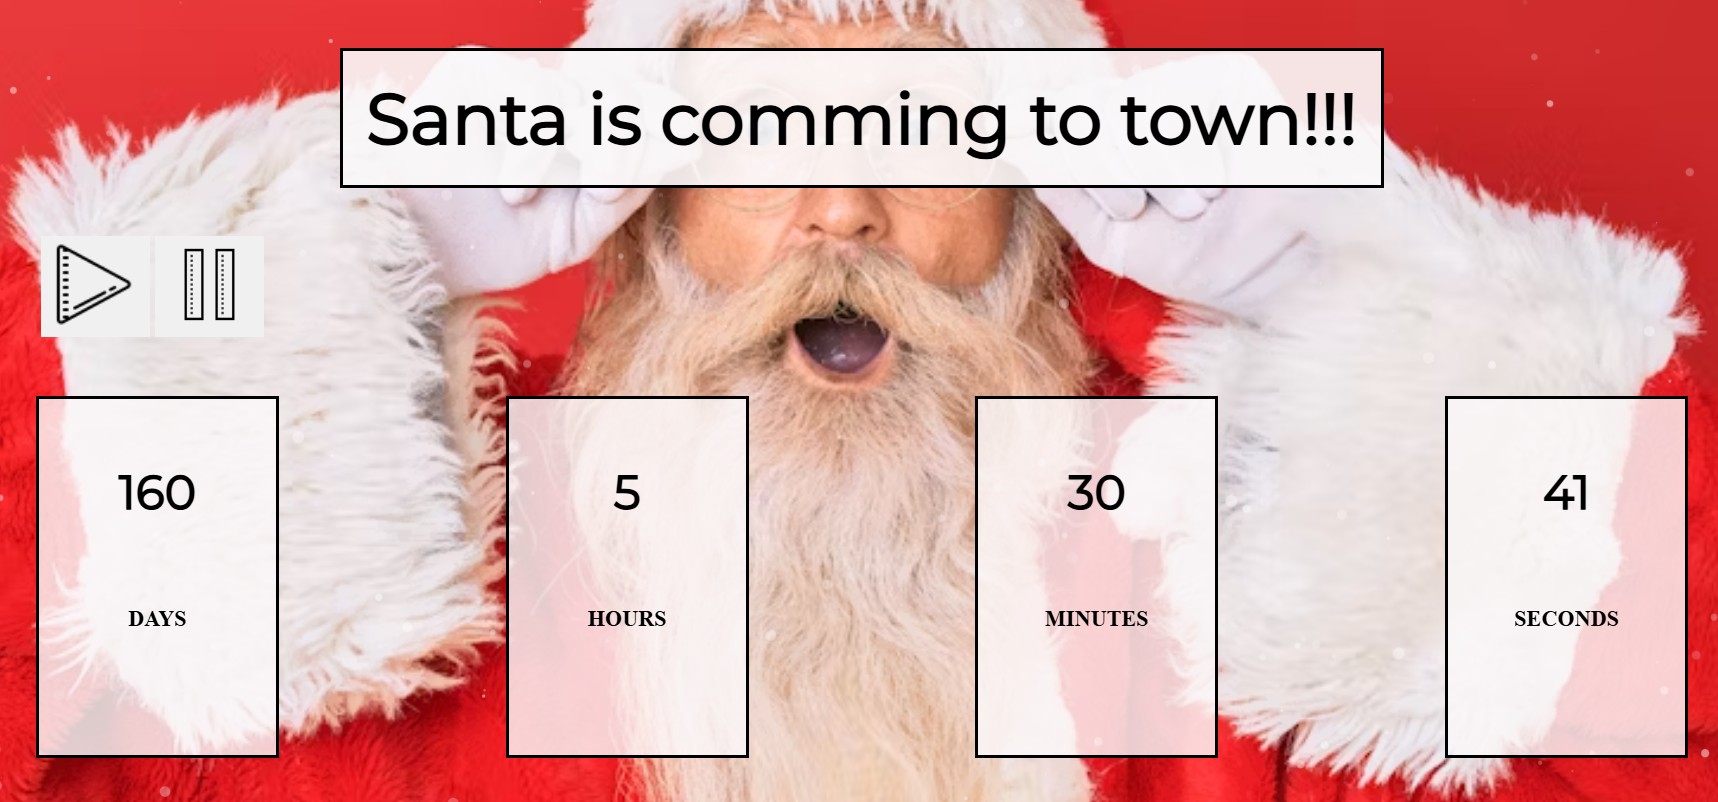 Santa is comming to town!!!
160
5
30
41
DAYS
HOURS
MINUTES
SECONDS